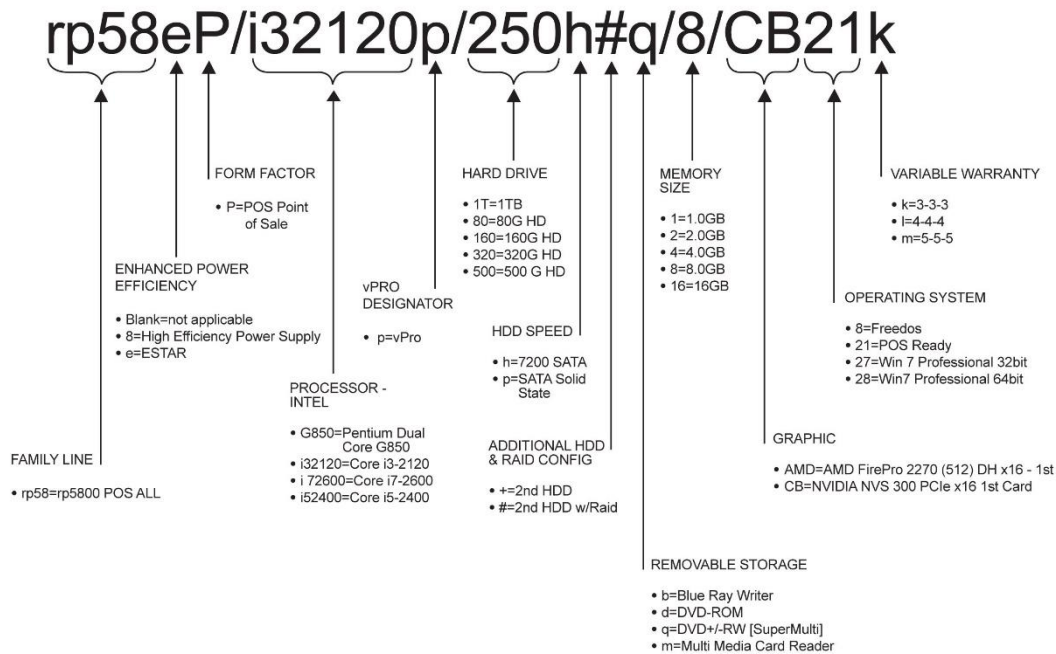 rp58eP/i32120p/250h#q/8/CB21k
FORM FACTOR
• P=POS Point
of Sale
HARD DRIVE
• 1T=1TB
• 80=80G HD
• 160=160G HD
• 320=320G HD
• 500=500 G HD
MEMORY
SIZE
• 1=1.0GB
• 2=2.0GB
• 4=4.0GB
• 8=8.0GB
• 16=16GB
VARIABLE WARRANTY
• k=3-3-3
• l=4-4-4
• m=5-5-5
ENHANCED POWER
EFFICIENCY
• Blank=not applicable
• 8=High Efficiency Power Supply
• e=ESTAR
vPRO
DESIGNATOR
• p=vPro
HDD SPEED
• h=7200 SATA
• p=SATA Solid
State
OPERATING SYSTEM
• 8=Freedos
• 21=POS Ready
• 27=Win 7 Professional 32bit
• 28=Win7 Professional 64bit
PROCESSOR -
INTEL
• G850=Pentium Dual
Core G850
• i32120=Core i3-2120
• i 72600=Core i7-2600
• i52400=Core i5-2400
FAMILY LINE
• rp58=rp5800 POS ALL
ADDITIONAL HDD
& RAID CONFIG
• +=2nd HDD
• #=2nd HDD w/Raid
GRAPHIC
• AMD=AMD FirePro 2270 (512) DH x16 - 1st
• CB=NVIDIA NVS 300 PCIe x16 1st Card
REMOVABLE STORAGE
• b=Blue Ray Writer
• d=DVD-ROM
• q=DVD+/-RW [SuperMulti]
• m=Multi Media Card Reader